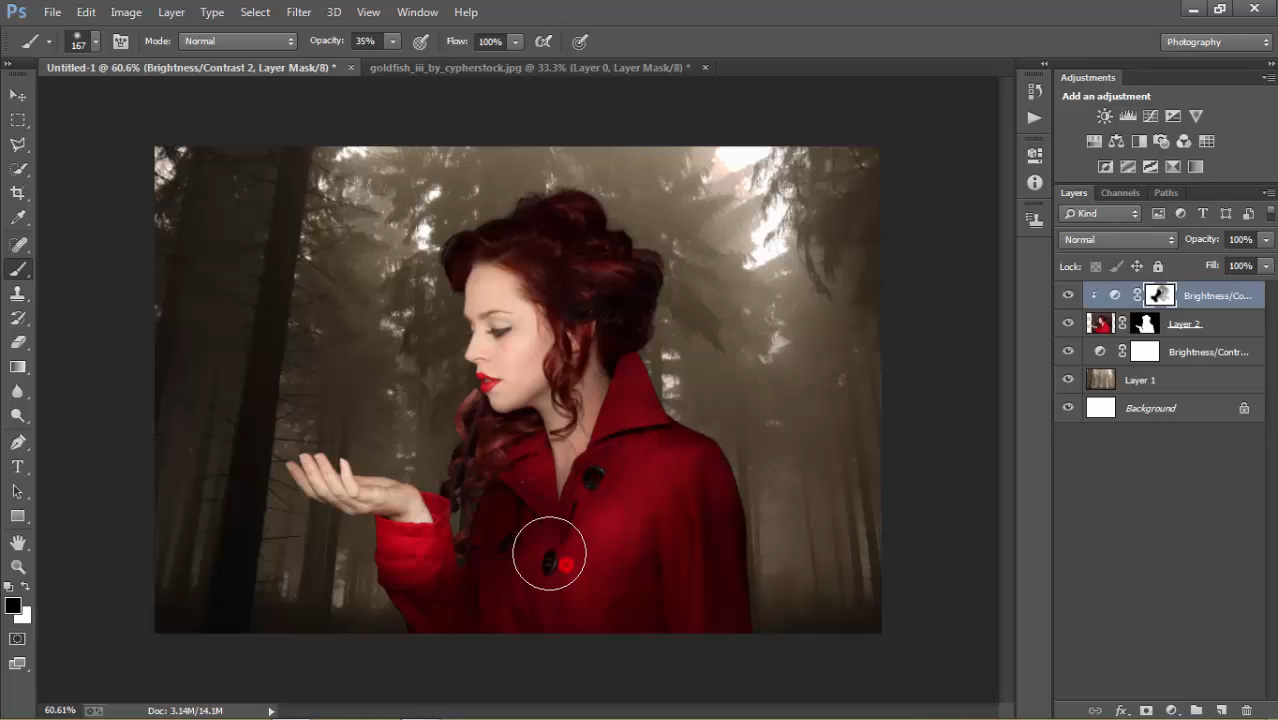 Ps File Edit Image Layer Type Select Filter 3D View Window Help
167 Mode: Normal Opacity: 35% Flow: 100% Photography
Untitled-1 @ 60.6% (Brightness/Contrast 2, Layer Mask/8) * × goldfish_iii_by_cypherstock.jpg @ 33.3% (Layer 0, Layer Mask/8) * ×
Adjustments
Add an adjustment
Layers Channels Paths
Kind
Normal Opacity: 100%
Lock: Fill: 100%
Brightness/Co...
Layer 2
Brightness/Contr...
Layer 1
Background
60.61% Doc: 3.14M/14.1M